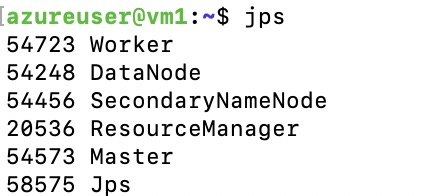 [azureuser@vm1:~$ jps
54723 Worker
54248 DataNode
54456 SecondaryNameNode
20536 ResourceManager
54573 Master
58575 Jps